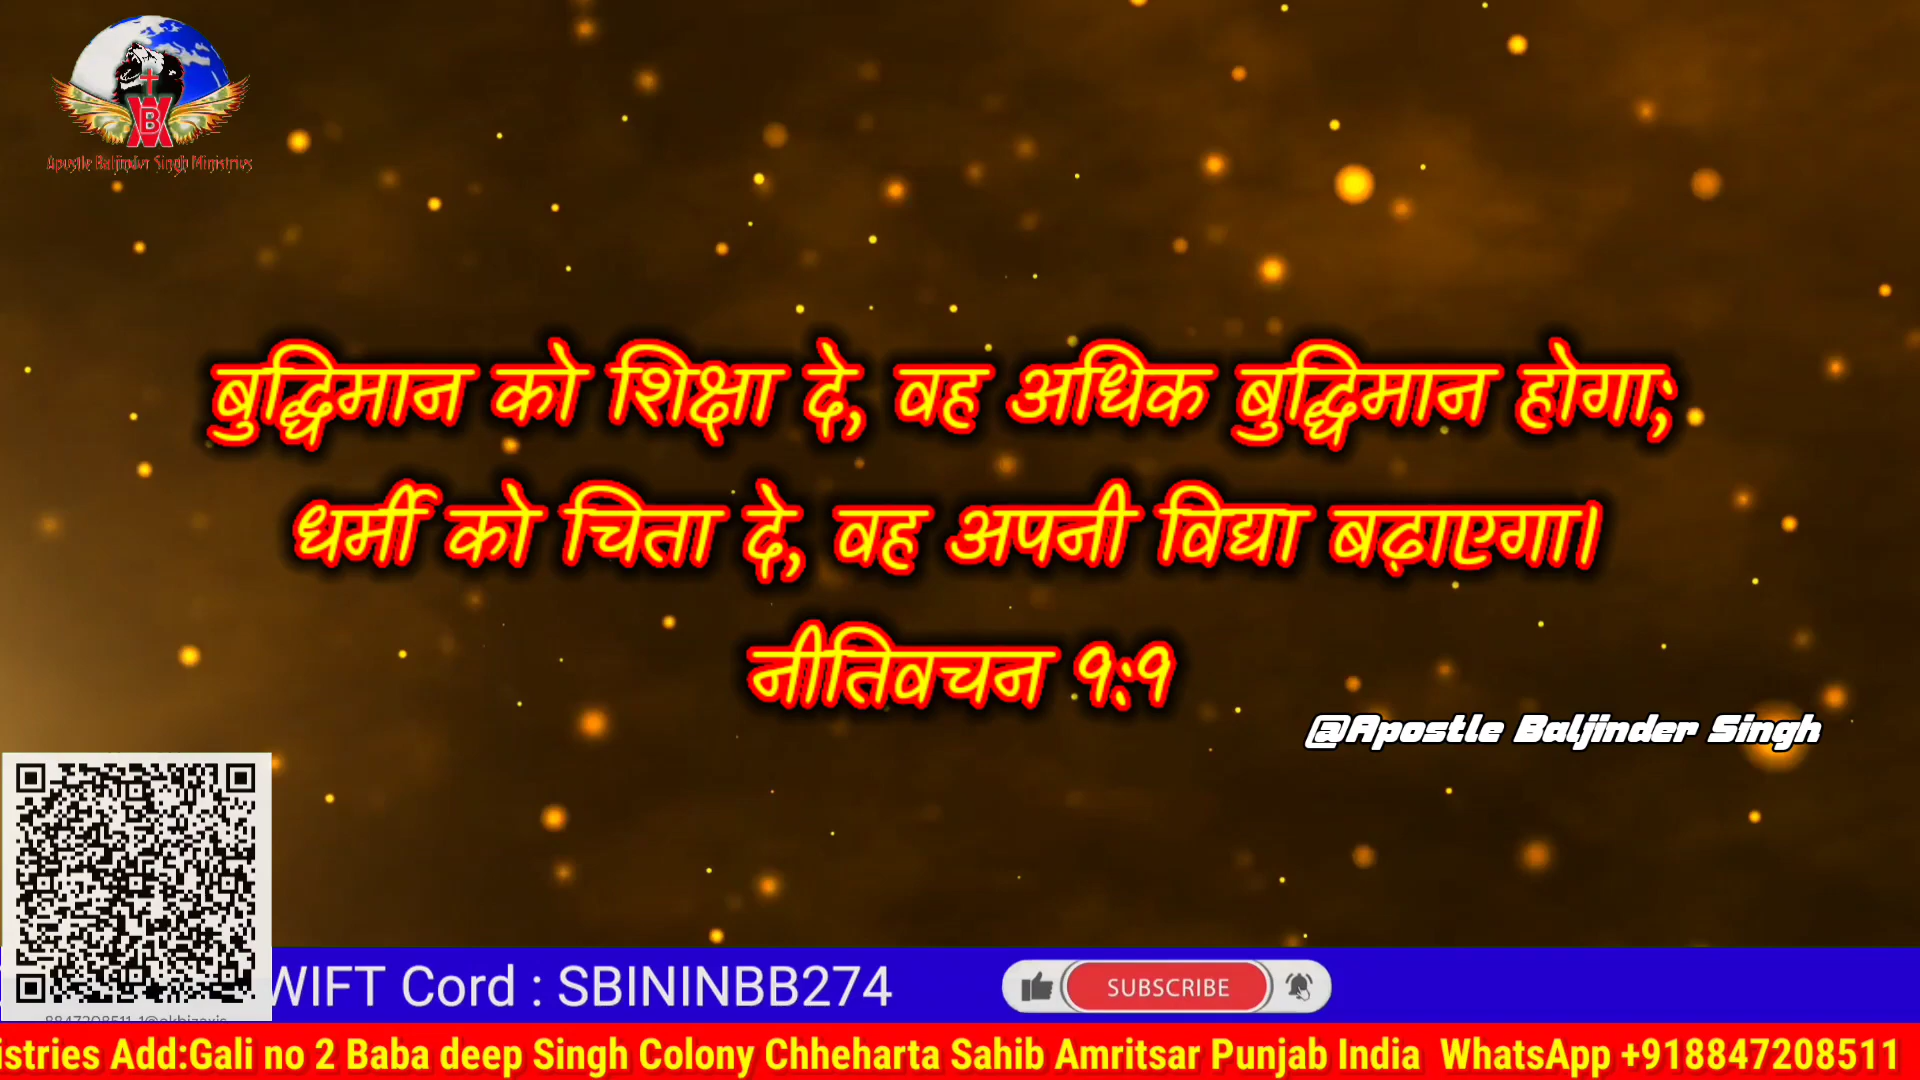 Apostle Baljinder Singh Ministries
बुद्धिमान को शिक्षा दे, वह अधिक बुद्धिमान होगा;
धर्मी को चिता दे, वह अपनी विद्या बढ़ाएगा।
नीतिवचन ९:९
@Apostle Baljinder Singh
WIFT Cord : SBININBB274
SUBSCRIBE
istries Add:Gali no 2 Baba deep Singh Colony Chheharta Sahib Amritsar Punjab India WhatsApp +918847208511